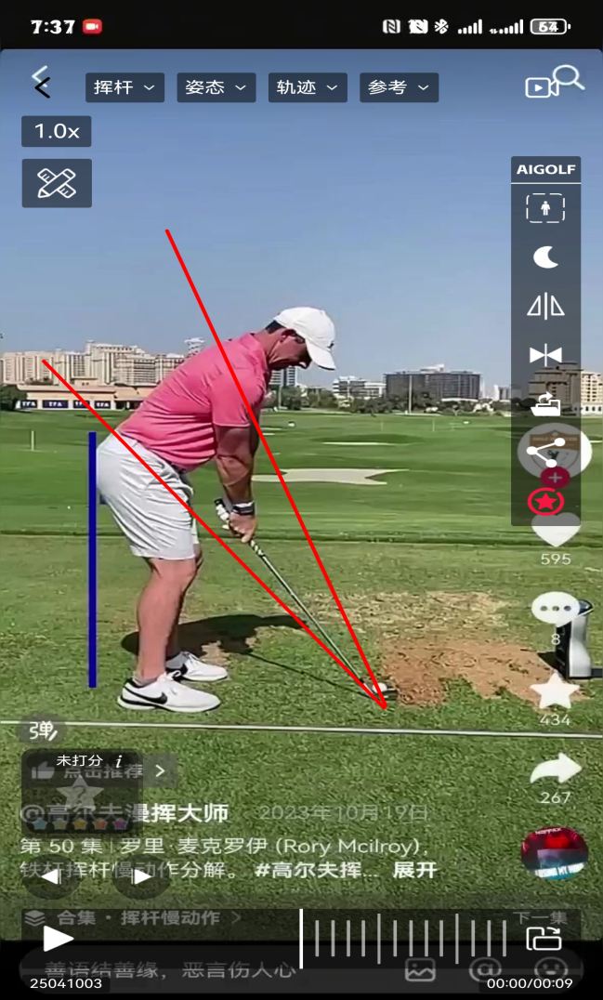 7:37
64
挥杆
姿态
轨迹
参考
1.0x
AIGOLF
595
8
434
弹
未打分 i
点击推荐 >
267
@高尔夫慢挥大师 2023年10月19日
第 50 集 | 罗里·麦克罗伊 (Rory Mcilroy),
铁杆挥杆慢动作分解。 #高尔夫挥... 展开
合集 · 挥杆慢动作 >
下一集
善语结善缘，恶言伤人心
25041003
00:00/00:09